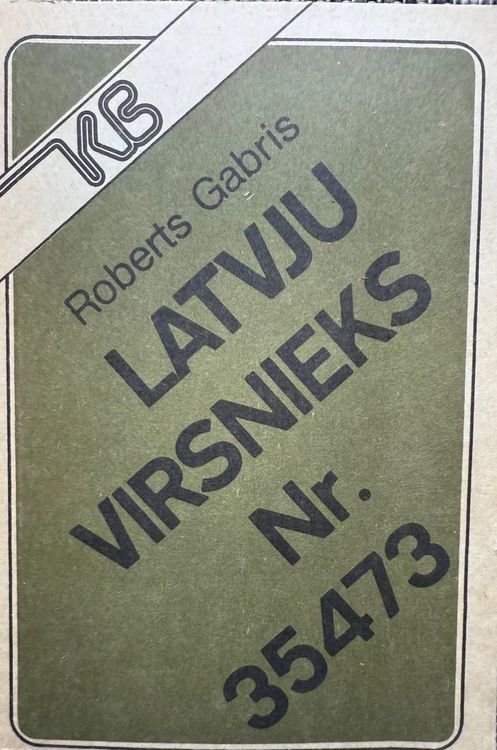 KB
Roberts Gabris
LATVJU
VIRSNIEKS
Nr.
35473